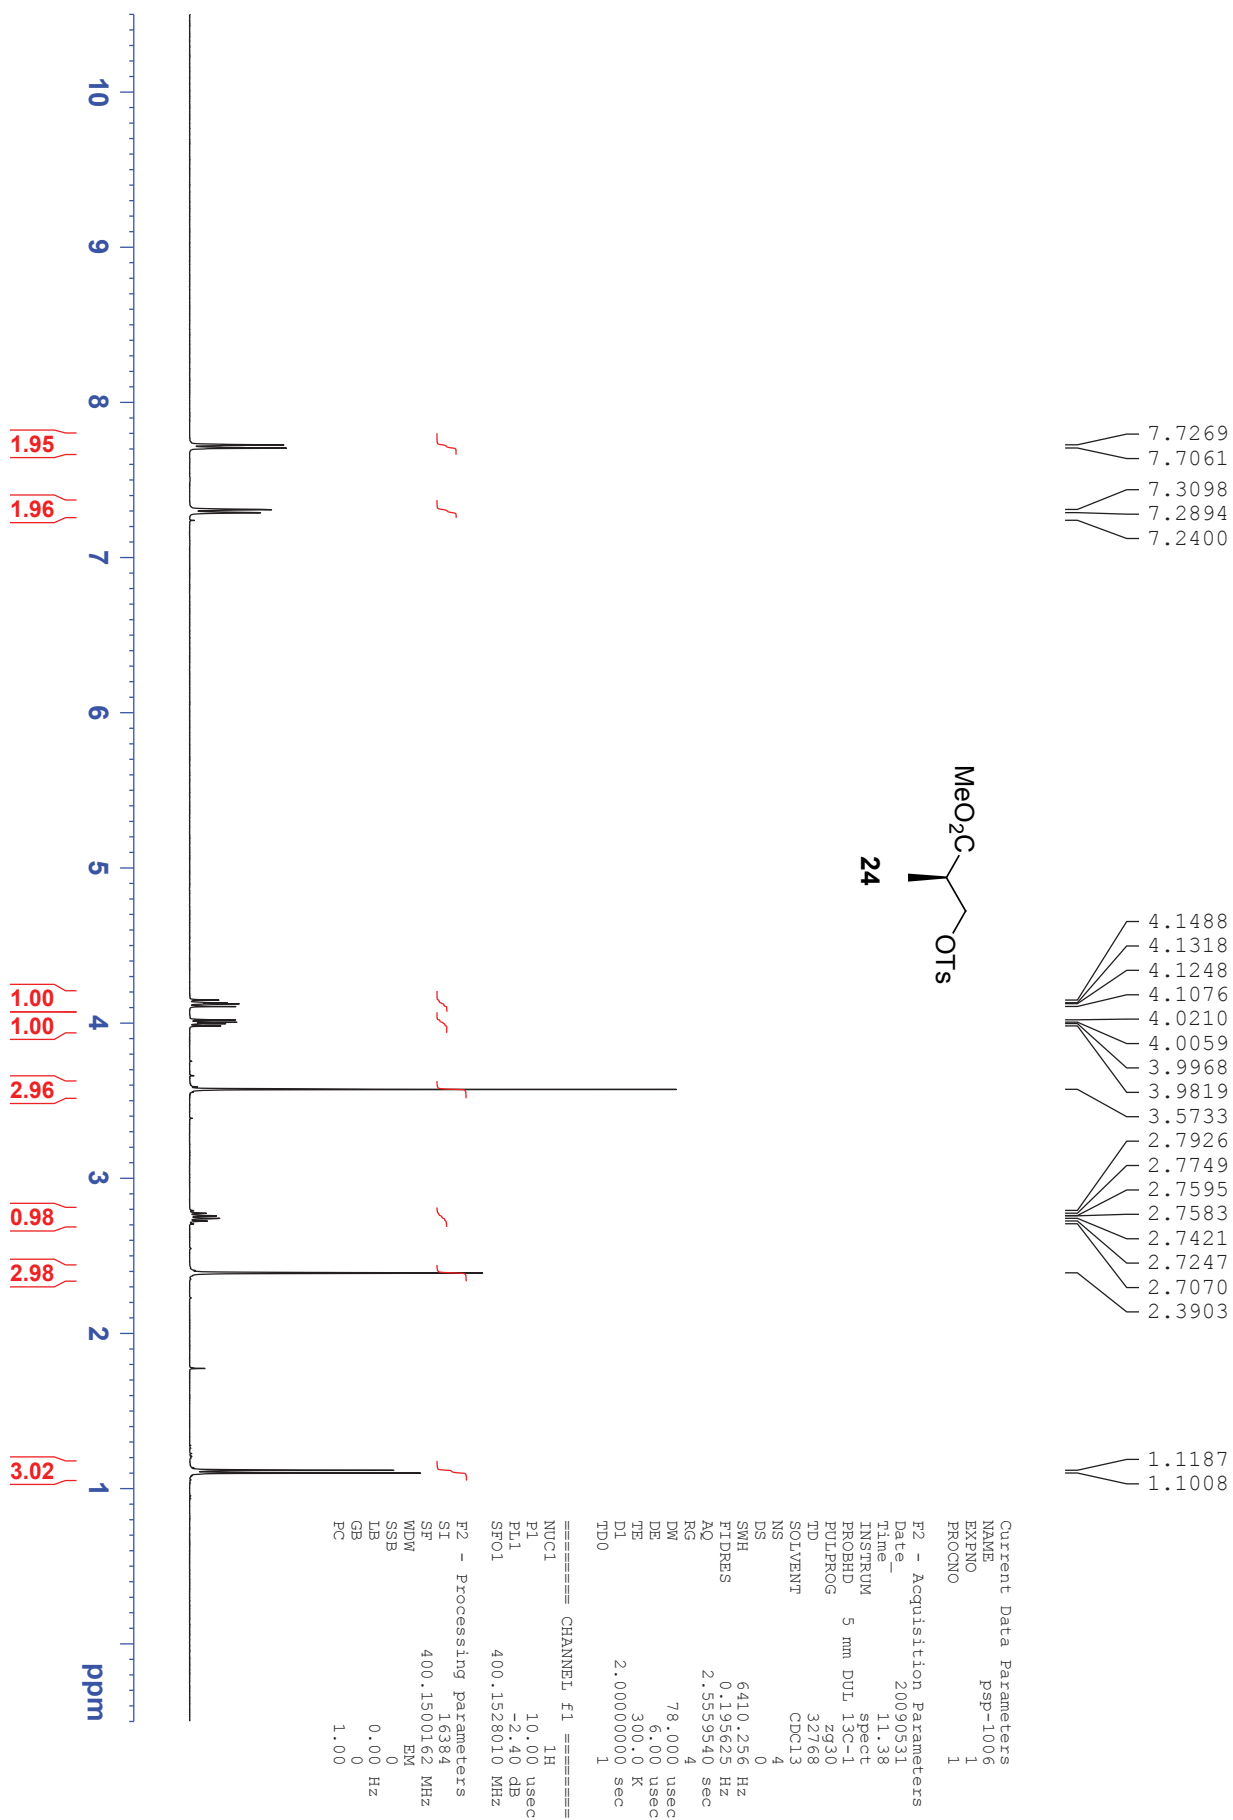 7.7269
7.7061
7.3098
7.2894
7.2400
4.1488
4.1318
4.1248
4.1076
4.0210
4.0059
3.9968
3.9819
3.5733
2.7926
2.7749
2.7595
2.7583
2.7421
2.7247
2.7070
2.3903
1.1187
1.1008
MeO2C
OTs
24
Current Data Parameters
NAME psp-1006
EXPNO 1
PROCNO 1
F2 - Acquisition Parameters
Date_ 20090531
Time 11.38
INSTRUM spect
PROBHD 5 mm DUL 13C-1
PULPROG zg30
TD 32768
SOLVENT CDCl3
NS 4
DS 0
SWH 6410.256 Hz
FIDRES 0.195625 Hz
AQ 2.5559540 sec
RG 4
DW 78.000 usec
DE 6.00 usec
TE 300.0 K
D1 2.00000000 sec
TD0 1
======== CHANNEL f1 ========
NUC1 1H
P1 10.00 usec
PL1 -2.40 dB
SFO1 400.1528010 MHz
F2 - Processing parameters
SI 16384
SF 400.1500162 MHz
WDW EM
SSB 0
LB 0.00 Hz
GB 0
PC 1.00
10 9 8 7 6 5 4 3 2 1 ppm
1.95
1.96
1.00
1.00
2.96
0.98
2.98
3.02